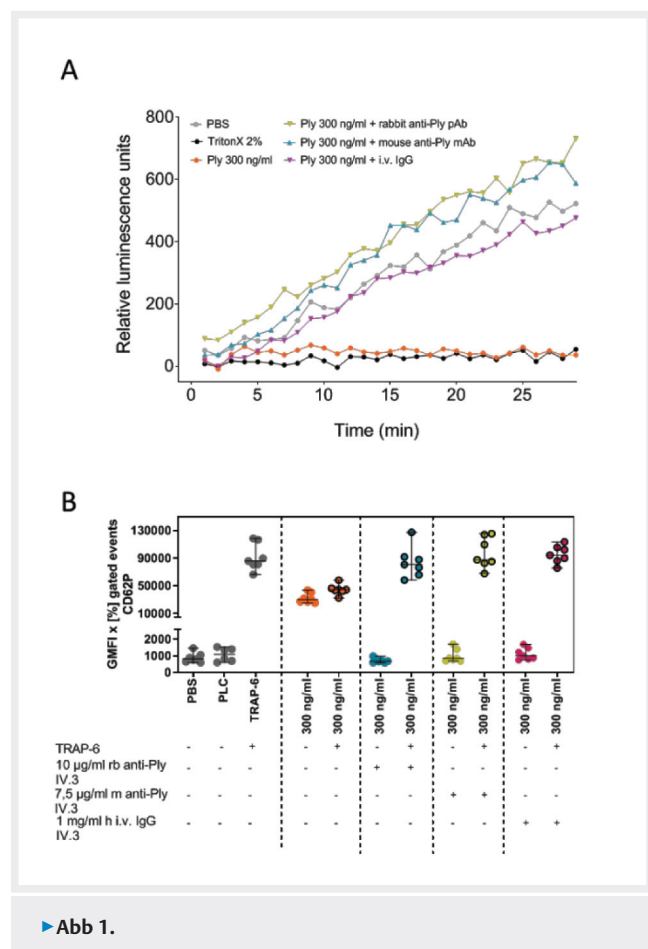 A
800
600
400
200
0
Relative luminescence units
PBS
TritonX 2%
Ply 300 ng/ml
Ply 300 ng/ml + rabbit anti-Ply pAb
Ply 300 ng/ml + mouse anti-Ply mAb
Ply 300 ng/ml + i.v. IgG
0 5 10 15 20 25
Time (min)
B
GMFI x [%] gated events
CD62P
130000
90000
50000
10000
2000
1000
0
PBS PLC TRAP-6 300 ng/ml 300 ng/ml 300 ng/ml 300 ng/ml 300 ng/ml 300 ng/ml 300 ng/ml 300 ng/ml
TRAP-6 - - + - + - + - + - +
10 µg/ml rb anti-Ply - - - - - + + - - - -
IV.3
7,5 µg/ml m anti-Ply - - - - - - - + + - -
IV.3
1 mg/ml h i.v. IgG - - - - - - - - - + +
IV.3
►Abb 1.